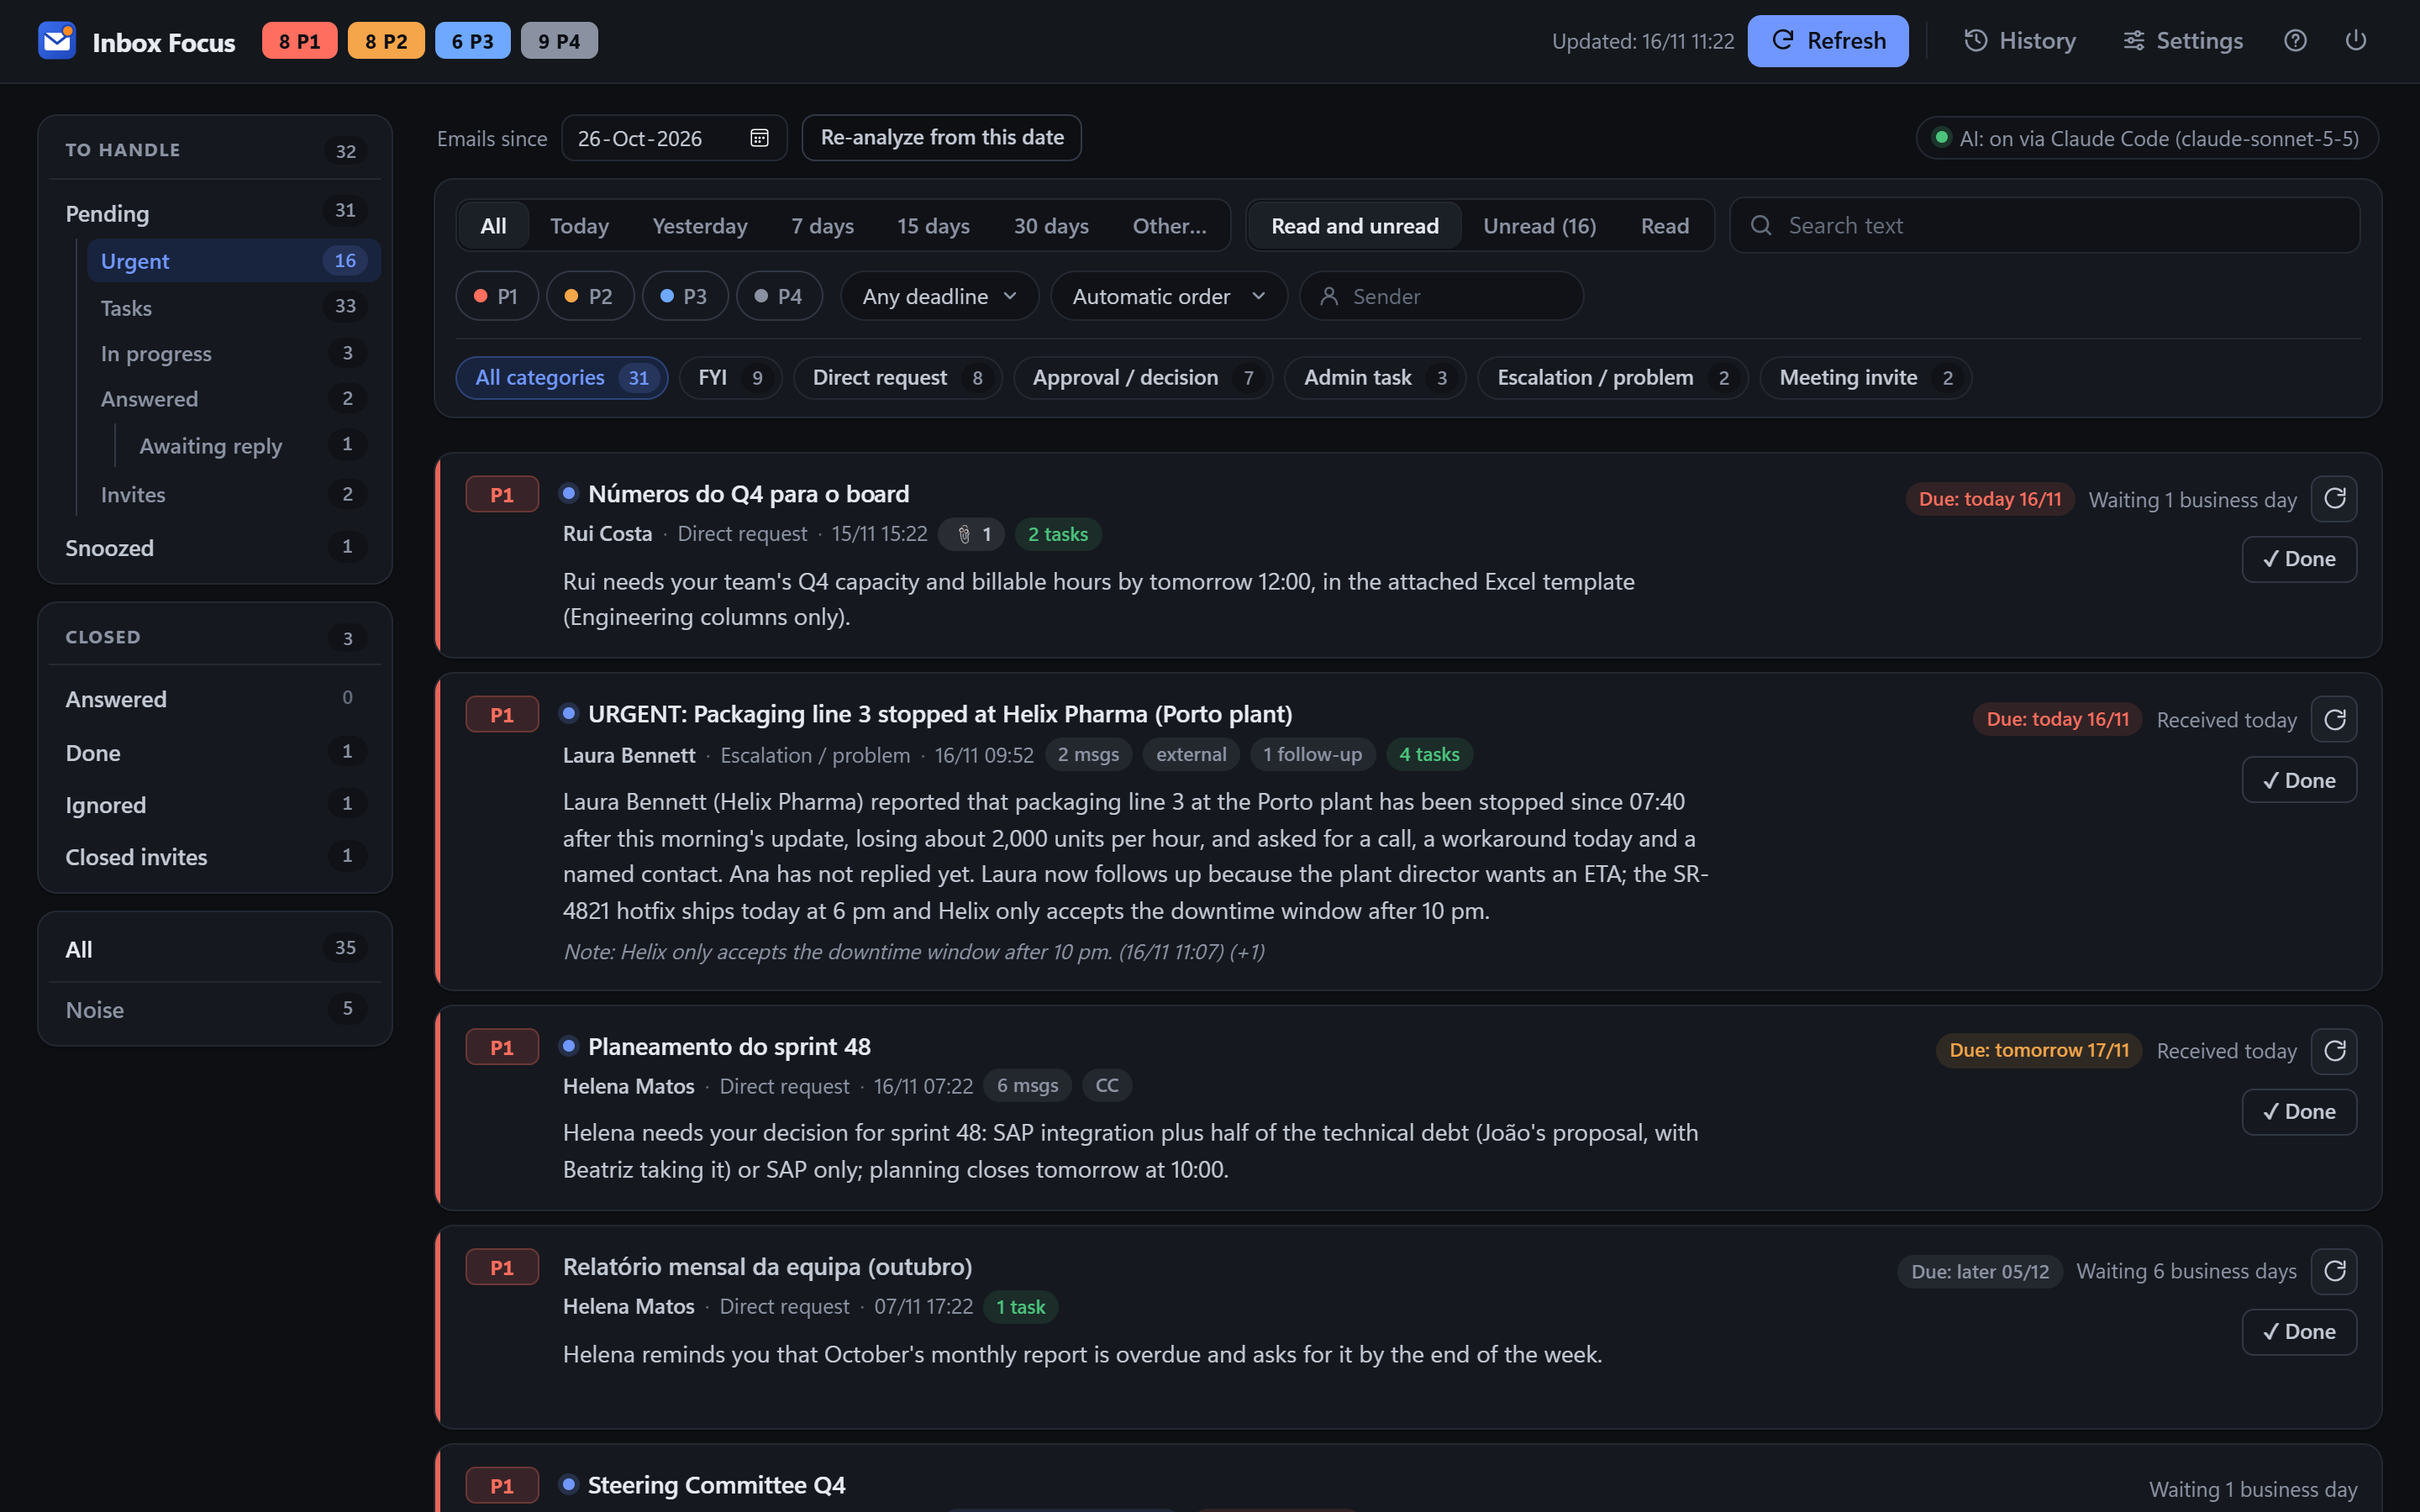 Inbox Focus 8 P1 8 P2 6 P3 9 P4 Updated: 16/11 11:22 Refresh History Settings
TO HANDLE 32
Pending 31
Urgent 16
Tasks 33
In progress 3
Answered 2
Awaiting reply 1
Invites 2
Snoozed 1
CLOSED 3
Answered 0
Done 1
Ignored 1
Closed invites 1
All 35
Noise 5
Emails since 26-Oct-2026 Re-analyze from this date AI: on via Claude Code (claude-sonnet-5-5)
All Today Yesterday 7 days 15 days 30 days Other... Read and unread Unread (16) Read Search text
P1 P2 P3 P4 Any deadline Automatic order Sender
All categories 31 FYI 9 Direct request 8 Approval / decision 7 Admin task 3 Escalation / problem 2 Meeting invite 2
P1 Números do Q4 para o board Due: today 16/11 Waiting 1 business day
Rui Costa · Direct request · 15/11 15:22 1 2 tasks
✓ Done
Rui needs your team's Q4 capacity and billable hours by tomorrow 12:00, in the attached Excel template
(Engineering columns only).
P1 URGENT: Packaging line 3 stopped at Helix Pharma (Porto plant) Due: today 16/11 Received today
Laura Bennett · Escalation / problem · 16/11 09:52 2 msgs external 1 follow-up 4 tasks
✓ Done
Laura Bennett (Helix Pharma) reported that packaging line 3 at the Porto plant has been stopped since 07:40
after this morning's update, losing about 2,000 units per hour, and asked for a call, a workaround today and a
named contact. Ana has not replied yet. Laura now follows up because the plant director wants an ETA; the SR-
4821 hotfix ships today at 6 pm and Helix only accepts the downtime window after 10 pm.
Note: Helix only accepts the downtime window after 10 pm. (16/11 11:07) (+1)
P1 Planeamento do sprint 48 Due: tomorrow 17/11 Received today
Helena Matos · Direct request · 16/11 07:22 6 msgs CC
✓ Done
Helena needs your decision for sprint 48: SAP integration plus half of the technical debt (João's proposal, with
Beatriz taking it) or SAP only; planning closes tomorrow at 10:00.
P1 Relatório mensal da equipa (outubro) Due: later 05/12 Waiting 6 business days
Helena Matos · Direct request · 07/11 17:22 1 task
✓ Done
Helena reminds you that October's monthly report is overdue and asks for it by the end of the week.
P1 Steering Committee Q4 Waiting 1 business day